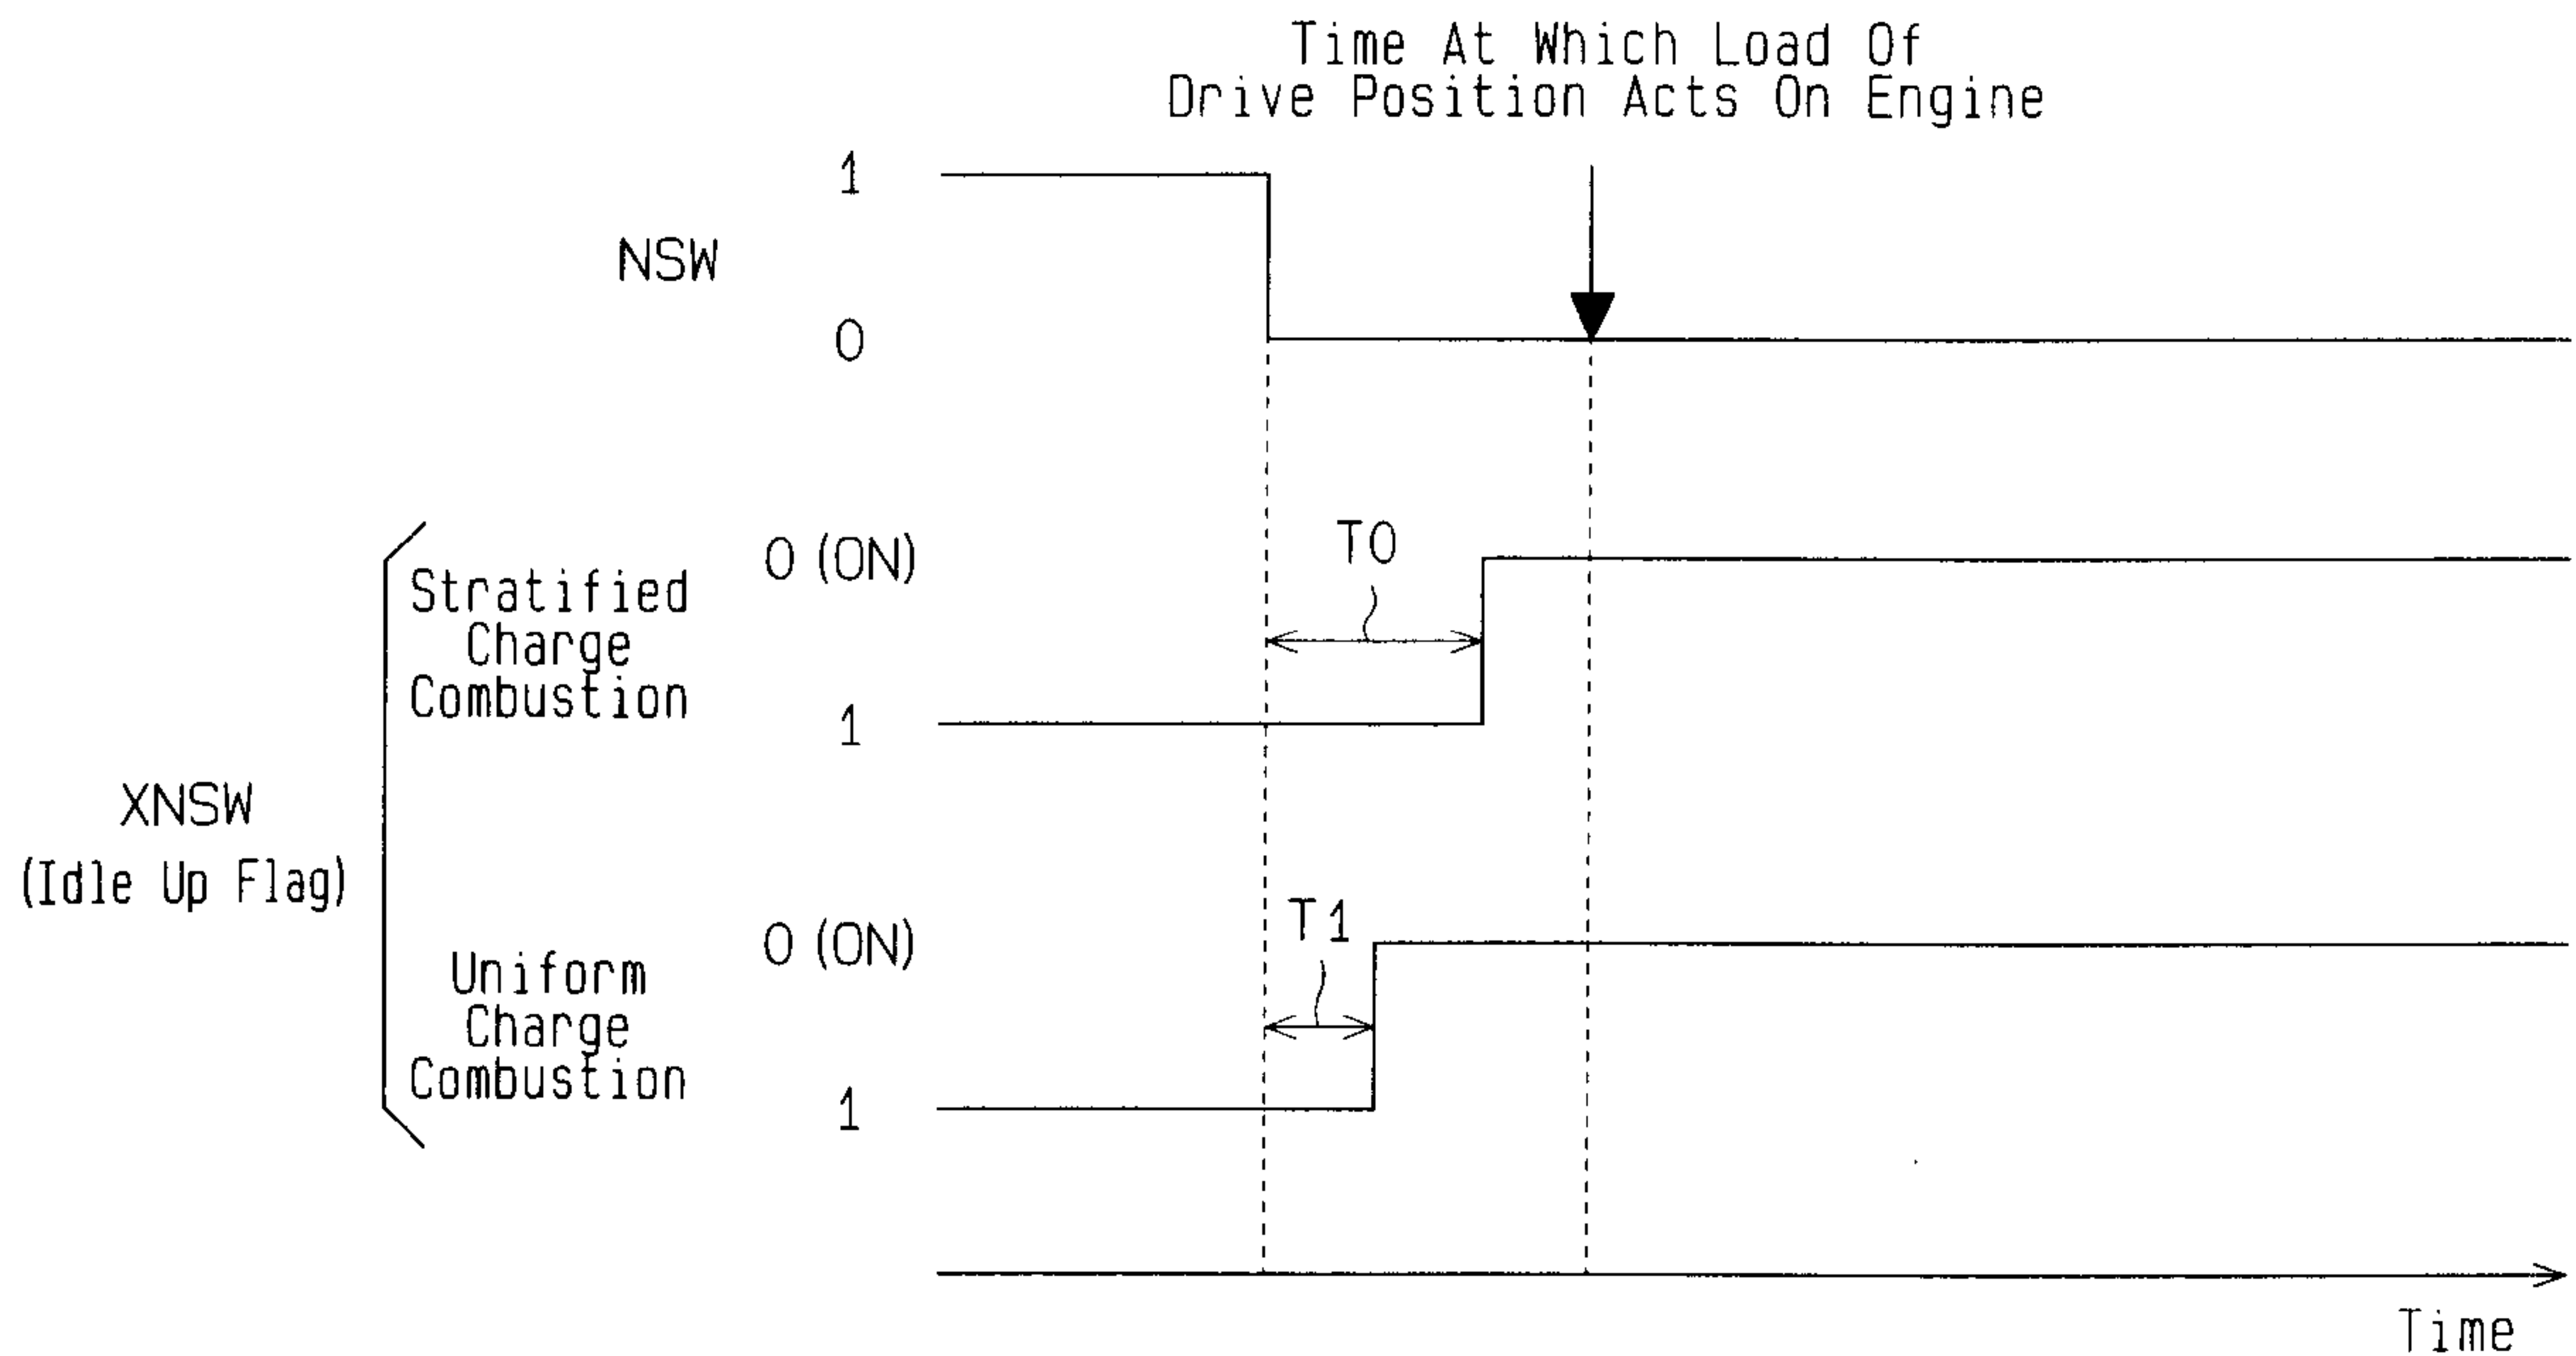 Time At Which Load Of
Drive Position Acts On Engine
1
NSW
0
0 (ON)
T0
Stratified
Charge
Combustion
1
XNSW
(Idle Up Flag)
0 (ON)
T1
Uniform
Charge
Combustion
1
Time